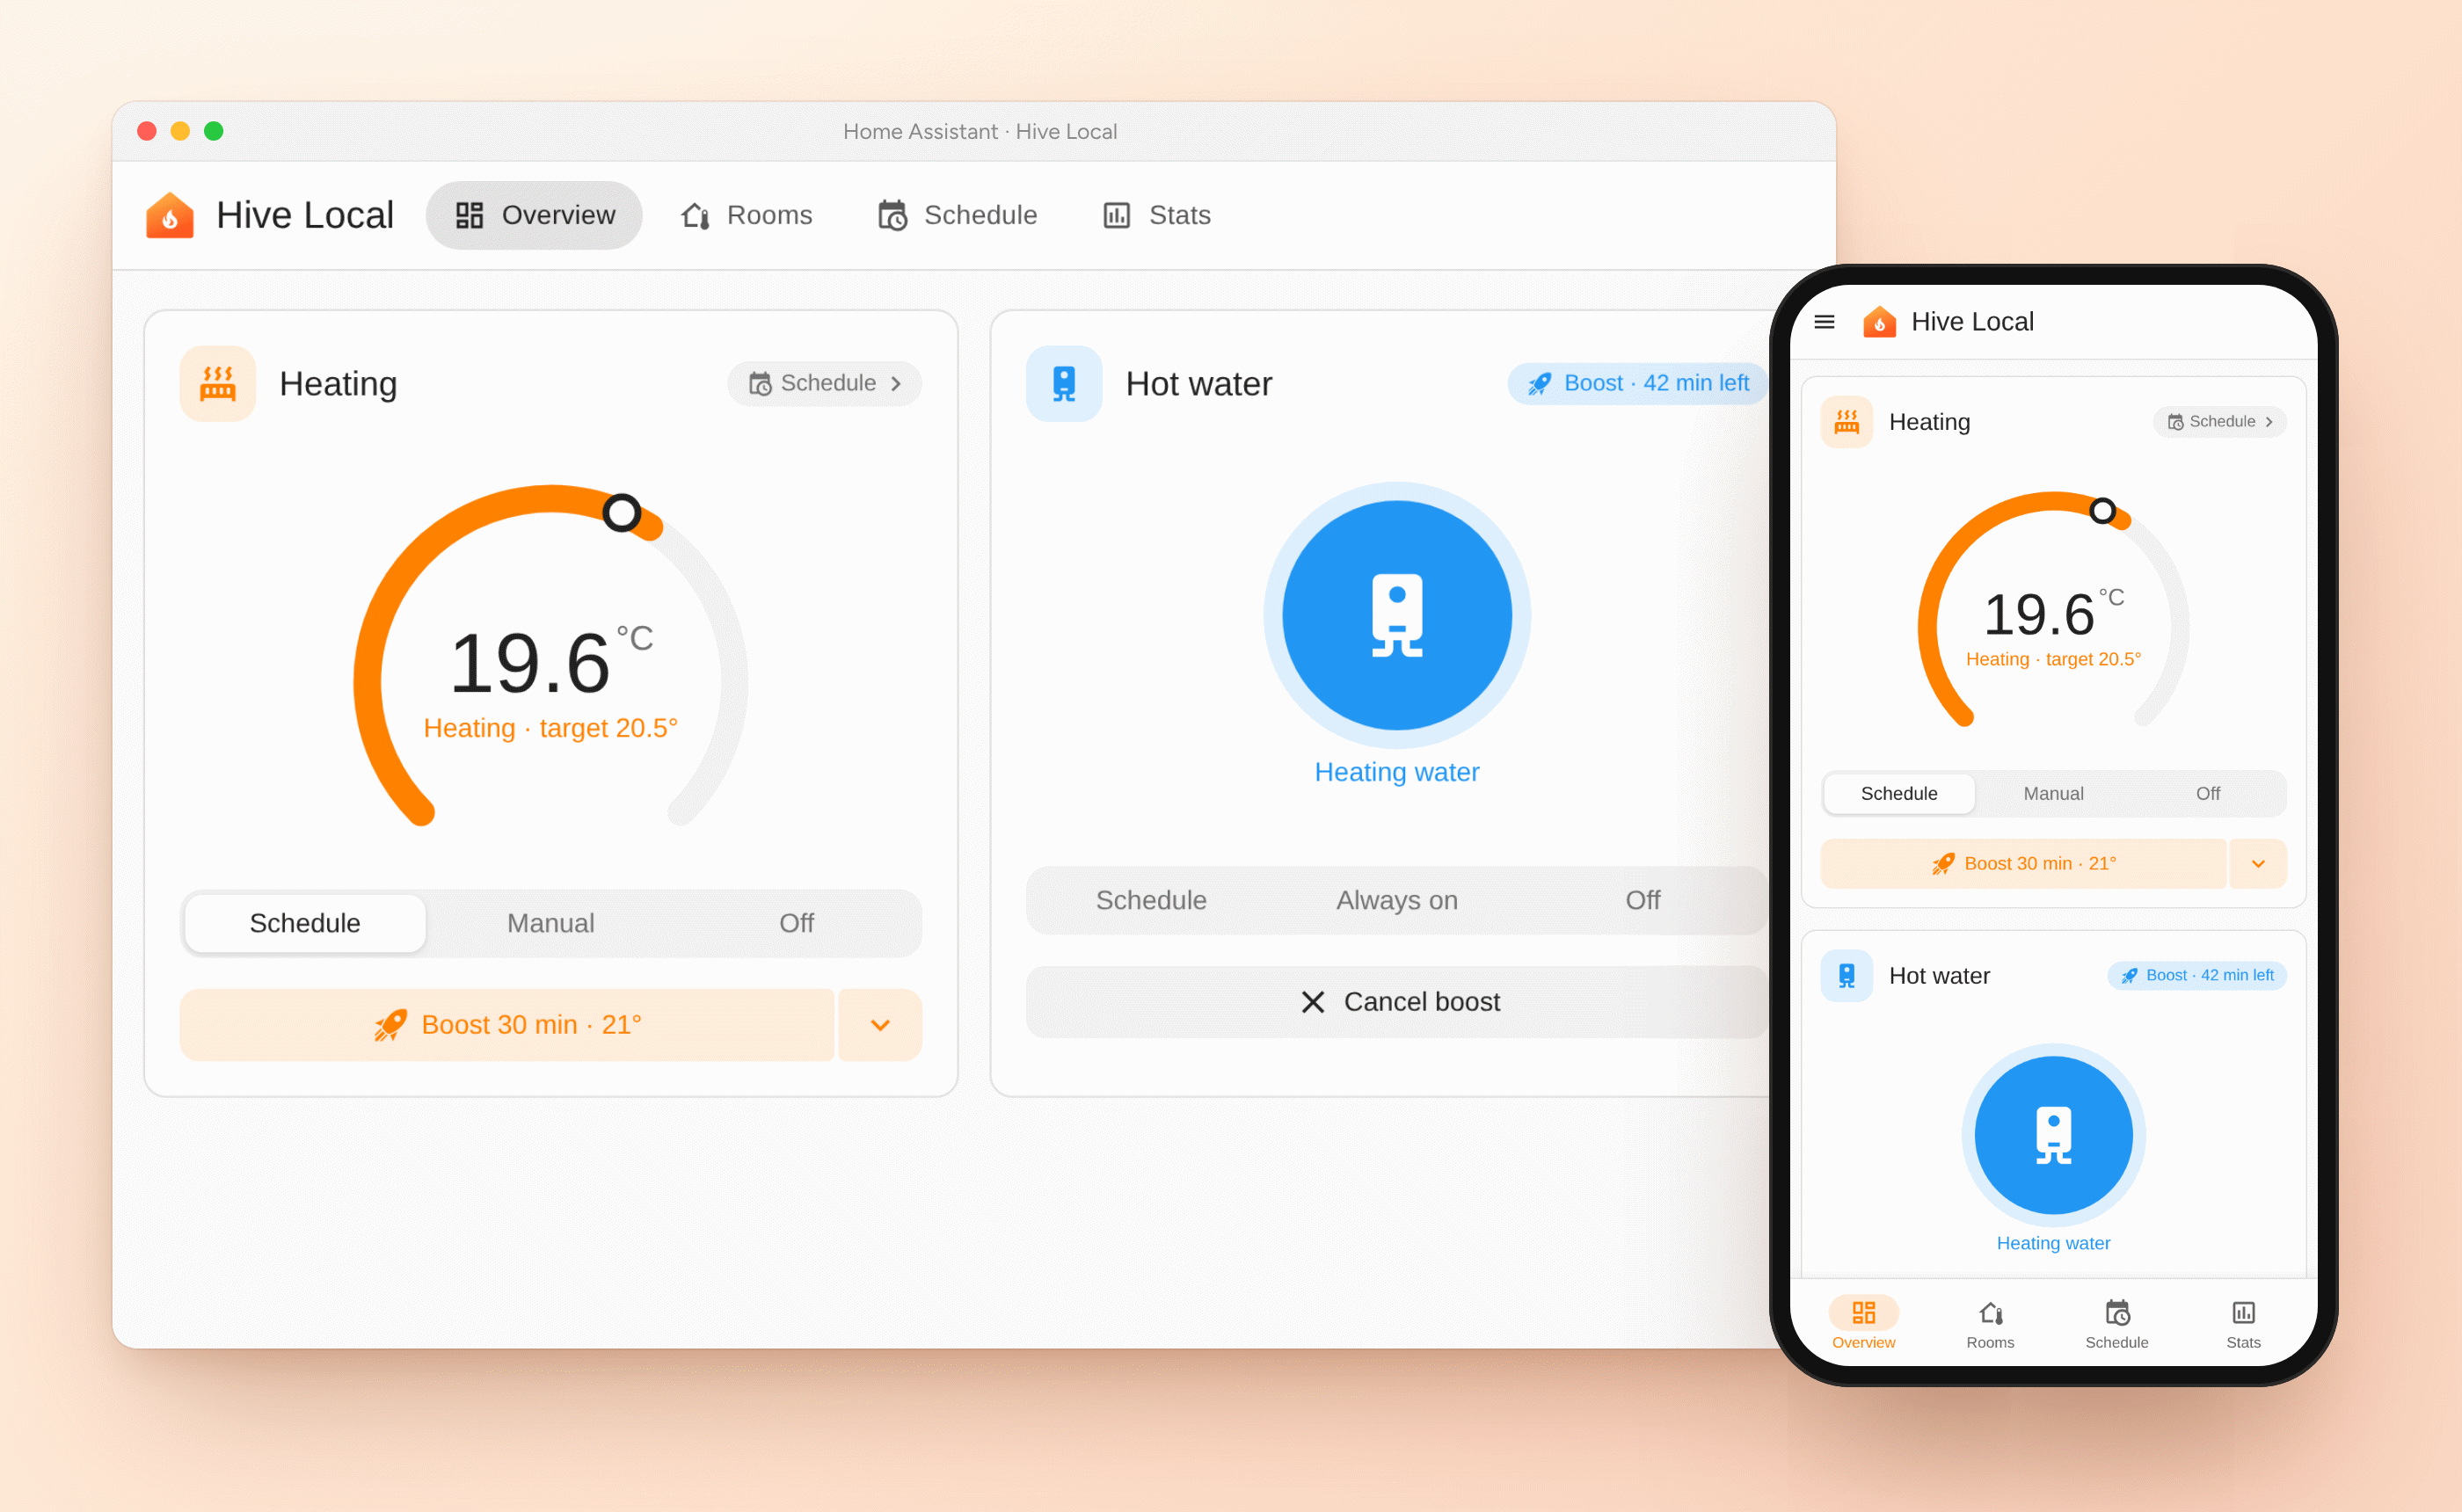 Home Assistant · Hive Local
Hive Local
Overview
Rooms
Schedule
Stats
Heating
Schedule
19.6 °C
Heating · target 20.5°
Schedule
Manual
Off
Boost 30 min · 21°
Hot water
Boost · 42 min left
Heating water
Schedule
Always on
Off
Cancel boost
Hive Local
Heating
Schedule
19.6 °C
Heating · target 20.5°
Schedule
Manual
Off
Boost 30 min · 21°
Hot water
Boost · 42 min left
Heating water
Overview
Rooms
Schedule
Stats